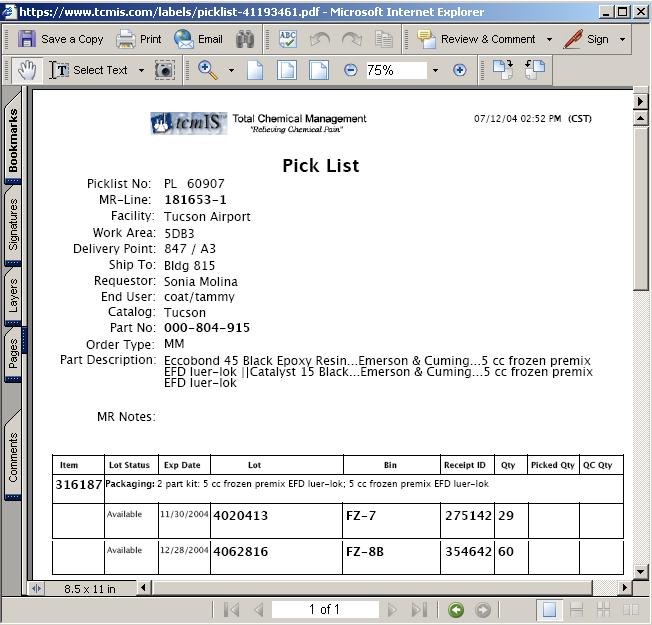 https://www.tcmis.com/labels/picklist-41193461.pdf - Microsoft Internet Explorer
Save a Copy Print Email Review & Comment Sign
Select Text 75%
Bookmarks
Signatures
Layers
Pages
Comments
tcmIS Total Chemical Management 07/12/04 02:52 PM (CST)
"Relieving Chemical Pain"
Pick List
Picklist No: PL 60907
MR-Line: 181653-1
Facility: Tucson Airport
Work Area: 5DB3
Delivery Point: 847 / A3
Ship To: Bldg 815
Requestor: Sonia Molina
End User: coat/tammy
Catalog: Tucson
Part No: 000-804-915
Order Type: MM
Part Description: Eccobond 45 Black Epoxy Resin...Emerson & Cuming...5 cc frozen premix
EFD luer-lok ||Catalyst 15 Black...Emerson & Cuming...5 cc frozen premix
EFD luer-lok
MR Notes:
Item Lot Status Exp Date Lot Bin Receipt ID Qty Picked Qty QC Qty
316187 Packaging: 2 part kit: 5 cc frozen premix EFD luer-lok; 5 cc frozen premix EFD luer-lok
Available 11/30/2004 4020413 FZ-7 275142 29
Available 12/28/2004 4062816 FZ-8B 354642 60
8.5 x 11 in
1 of 1